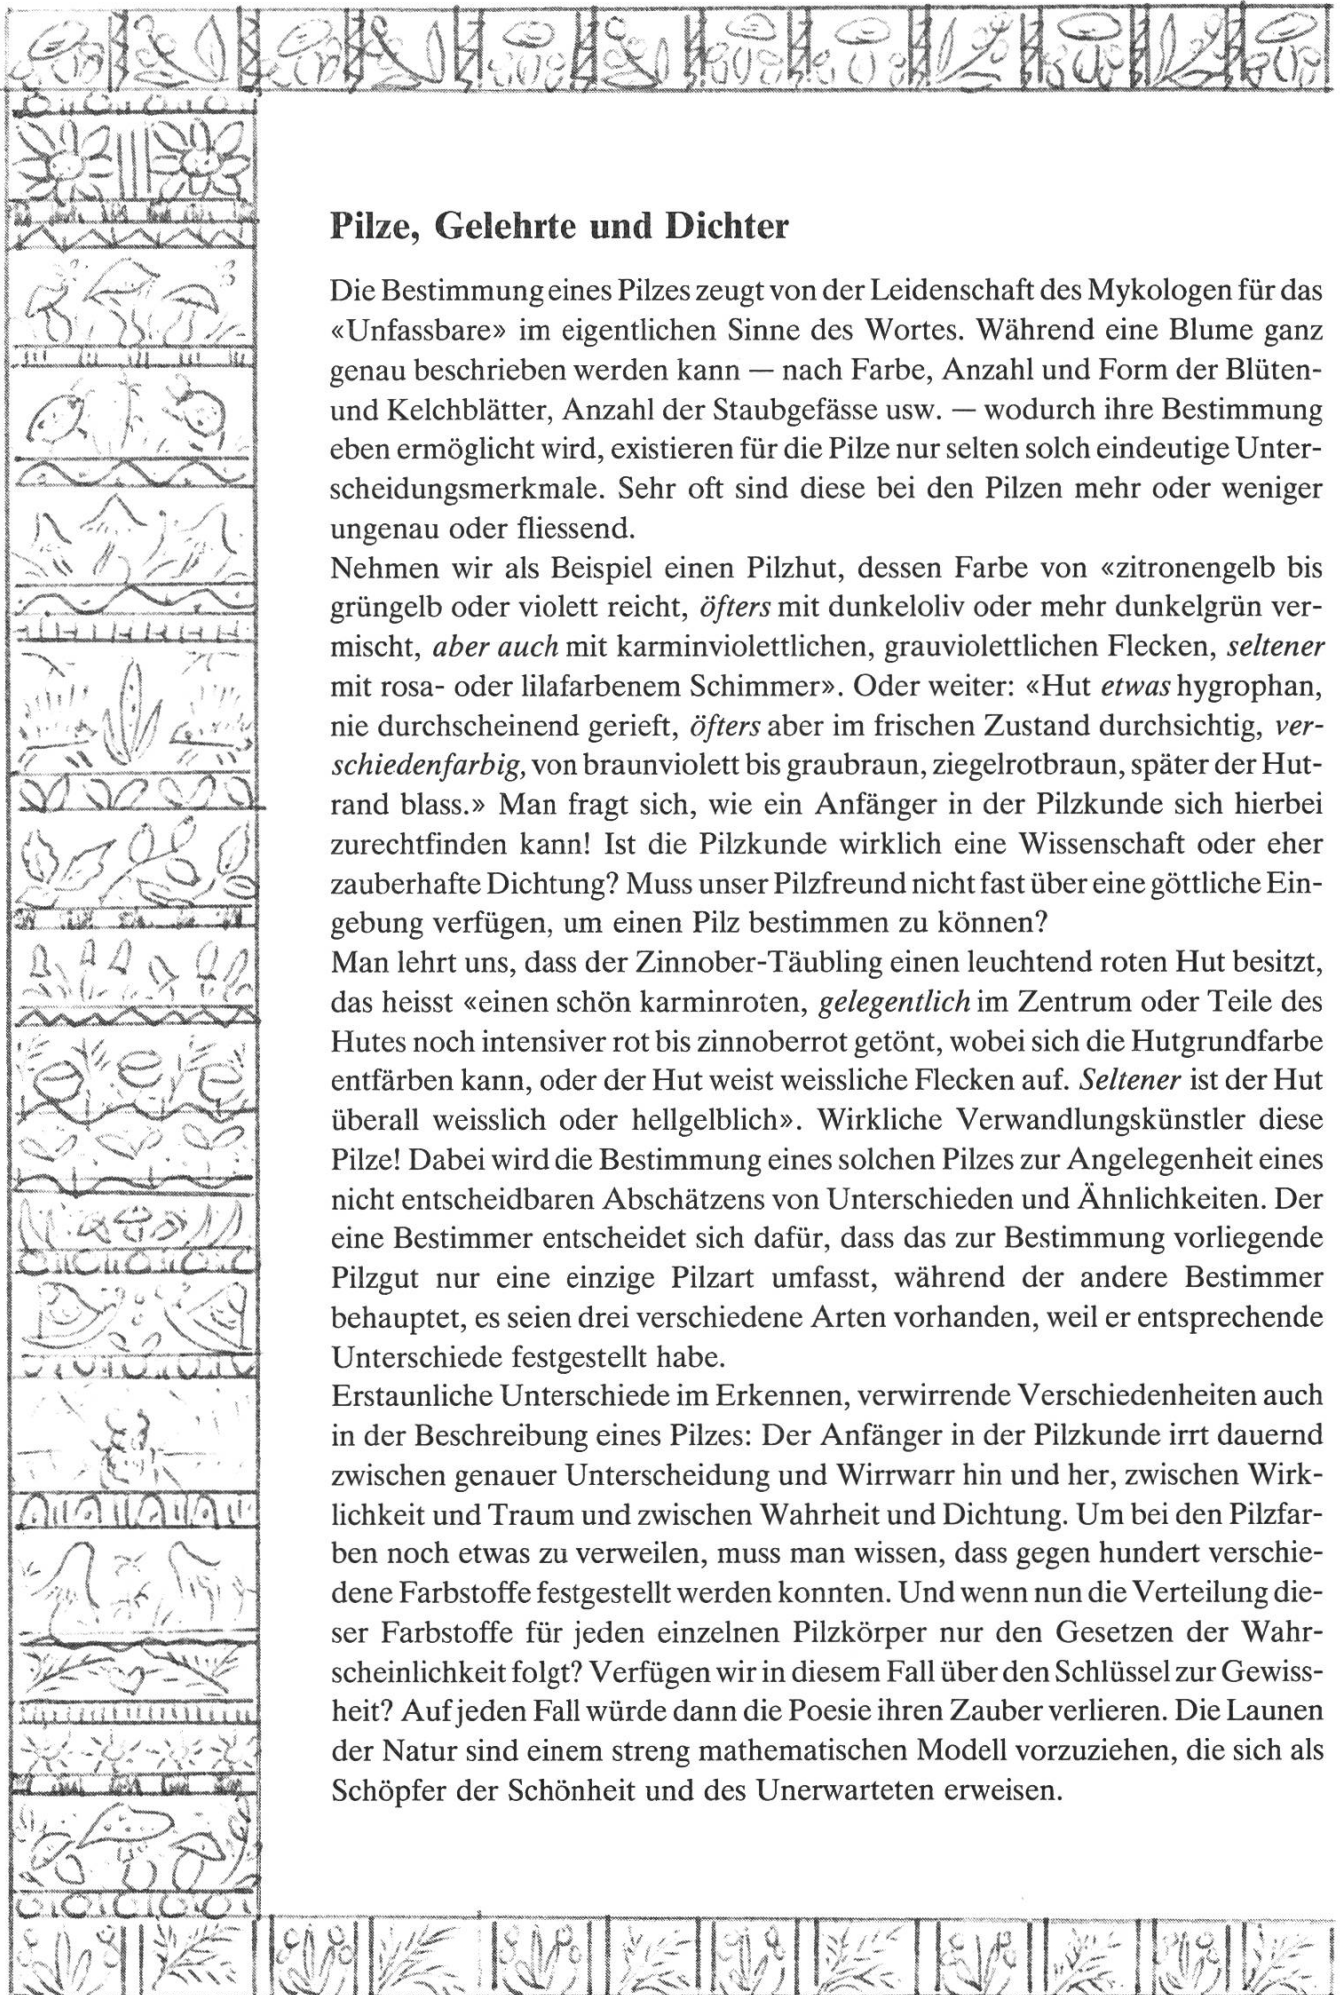 Pilze, Gelehrte und Dichter
Die Bestimmung eines Pilzes zeugt von der Leidenschaft des Mykologen für das
«Unfassbare» im eigentlichen Sinne des Wortes. Während eine Blume ganz
genau beschrieben werden kann — nach Farbe, Anzahl und Form der Blüten-
und Kelchblätter, Anzahl der Staubgefässe usw. — wodurch ihre Bestimmung
eben ermöglicht wird, existieren für die Pilze nur selten solch eindeutige Unter-
scheidungsmerkmale. Sehr oft sind diese bei den Pilzen mehr oder weniger
ungenau oder fliessend.
Nehmen wir als Beispiel einen Pilzhut, dessen Farbe von «zitronengelb bis
grüngelb oder violett reicht, öfters mit dunkeloliv oder mehr dunkelgrün ver-
mischt, aber auch mit karminviolettlichen, grauviolettlichen Flecken, seltener
mit rosa- oder lilafarbenem Schimmer». Oder weiter: «Hut etwas hygrophan,
nie durchscheinend gerieft, öfters aber im frischen Zustand durchsichtig, ver-
schiedenfarbig, von braunviolett bis graubraun, ziegelrotbraun, später der Hut-
rand blass.» Man fragt sich, wie ein Anfänger in der Pilzkunde sich hierbei
zurechtfinden kann! Ist die Pilzkunde wirklich eine Wissenschaft oder eher
zauberhafte Dichtung? Muss unser Pilzfreund nicht fast über eine göttliche Ein-
gebung verfügen, um einen Pilz bestimmen zu können?
Man lehrt uns, dass der Zinnober-Täubling einen leuchtend roten Hut besitzt,
das heisst «einen schön karminroten, gelegentlich im Zentrum oder Teile des
Hutes noch intensiver rot bis zinnoberrot getönt, wobei sich die Hutgrundfarbe
entfärben kann, oder der Hut weist weissliche Flecken auf. Seltener ist der Hut
überall weisslich oder hellgelblich». Wirkliche Verwandlungskünstler diese
Pilze! Dabei wird die Bestimmung eines solchen Pilzes zur Angelegenheit eines
nicht entscheidbaren Abschätzens von Unterschieden und Ähnlichkeiten. Der
eine Bestimmer entscheidet sich dafür, dass das zur Bestimmung vorliegende
Pilzgut nur eine einzige Pilzart umfasst, während der andere Bestimmer
behauptet, es seien drei verschiedene Arten vorhanden, weil er entsprechende
Unterschiede festgestellt habe.
Erstaunliche Unterschiede im Erkennen, verwirrende Verschiedenheiten auch
in der Beschreibung eines Pilzes: Der Anfänger in der Pilzkunde irrt dauernd
zwischen genauer Unterscheidung und Wirrwarr hin und her, zwischen Wirk-
lichkeit und Traum und zwischen Wahrheit und Dichtung. Um bei den Pilzfar-
ben noch etwas zu verweilen, muss man wissen, dass gegen hundert verschie-
dene Farbstoffe festgestellt werden konnten. Und wenn nun die Verteilung die-
ser Farbstoffe für jeden einzelnen Pilzkörper nur den Gesetzen der Wahr-
scheinlichkeit folgt? Verfügen wir in diesem Fall über den Schlüssel zur Gewiss-
heit? Auf jeden Fall würde dann die Poesie ihren Zauber verlieren. Die Launen
der Natur sind einem streng mathematischen Modell vorzuziehen, die sich als
Schöpfer der Schönheit und des Unerwarteten erweisen.